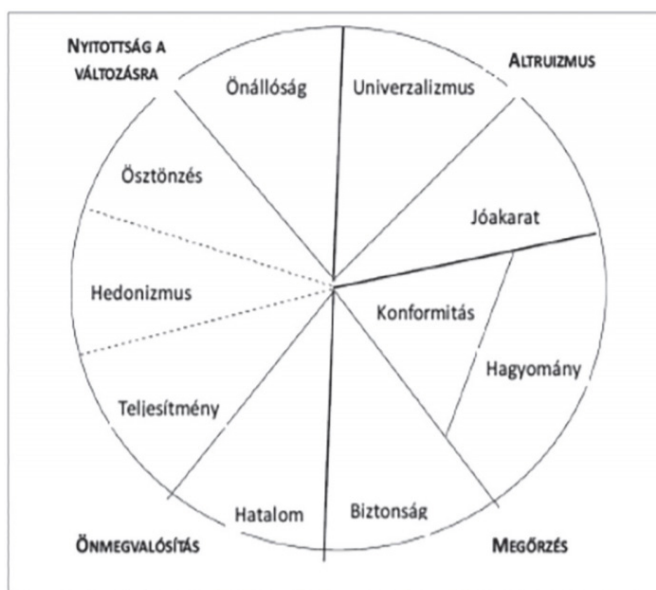 NYITOTTSÁG A
VÁLTOZÁSRA
ALTRUIZMUS
Önállóság
Univerzalizmus
Ösztönzés
Jóakarat
Hedonizmus
Konformitás
Hagyomány
Teljesítmény
Hatalom
Biztonság
ÖNMEGVALÓSÍTÁS
MEGŐRZÉS